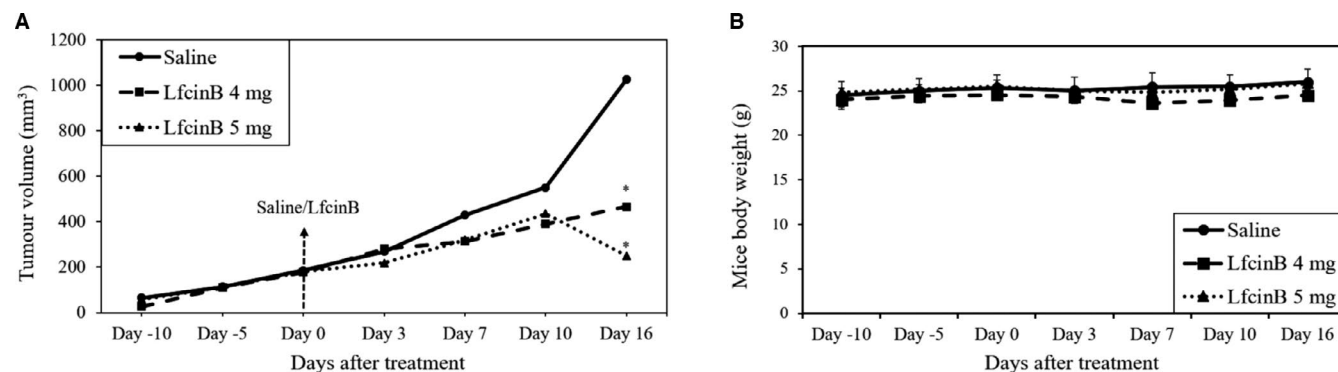 A
Tumour volume (mm³)
1200
1000
800
600
400
200
0
Saline
LfcinB 4 mg
LfcinB 5 mg
Saline/LfcinB
*
*
Day -10 Day -5 Day 0 Day 3 Day 7 Day 10 Day 16
Days after treatment
B
Mice body weight (g)
30
25
20
15
10
5
0
Saline
LfcinB 4 mg
LfcinB 5 mg
Day -10 Day -5 Day 0 Day 3 Day 7 Day 10 Day 16
Days after treatment